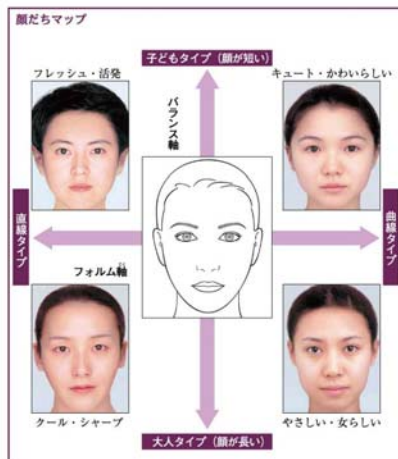 顔だちマップ
子どもタイプ（顔が短い）
フレッシュ・活発
キュート・かわいらしい
バランス軸
直線タイプ
曲線タイプ
フォルム軸
クール・シャープ
やさしい・女らしい
大人タイプ（顔が長い）